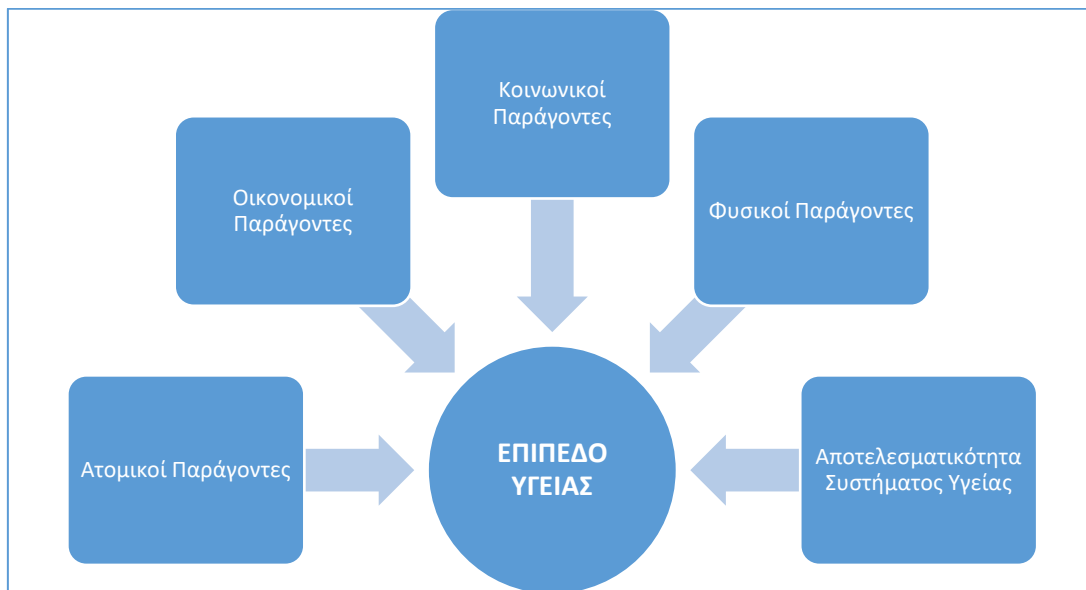 Κοινωνικοί
Παράγοντες
Οικονομικοί
Παράγοντες
Φυσικοί Παράγοντες
Ατομικοί Παράγοντες
ΕΠΙΠΕΔΟ
ΥΓΕΙΑΣ
Αποτελεσματικότητα
Συστήματος Υγείας